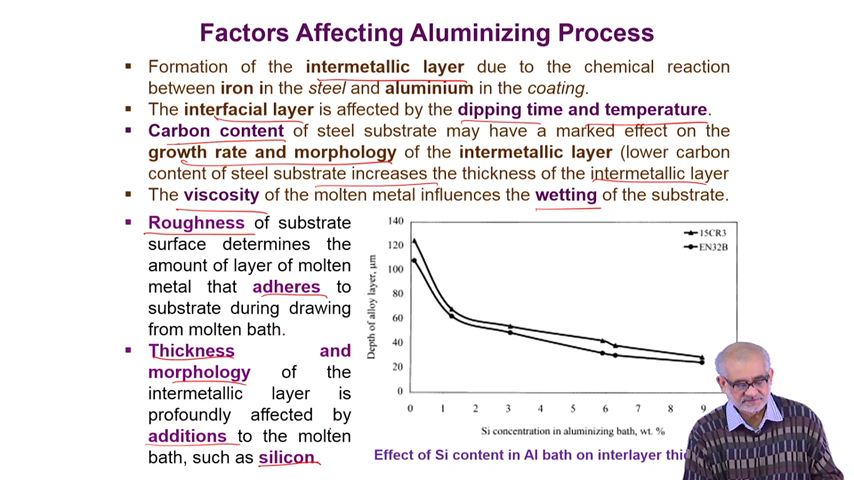 Factors Affecting Aluminizing Process
▪ Formation of the intermetallic layer due to the chemical reaction
between iron in the steel and aluminium in the coating.
▪ The interfacial layer is affected by the dipping time and temperature.
▪ Carbon content of steel substrate may have a marked effect on the
growth rate and morphology of the intermetallic layer (lower carbon
content of steel substrate increases the thickness of the intermetallic layer
▪ The viscosity of the molten metal influences the wetting of the substrate.
▪ Roughness of substrate
surface determines the
amount of layer of molten
metal that adheres to
substrate during drawing
from molten bath.
▪ Thickness and
morphology of the
intermetallic layer is
profoundly affected by
additions to the molten
bath, such as silicon.
140
120
100
80
60
40
20
0
Depth of alloy layer, μm
15CR3
EN32B
0 1 2 3 4 5 6 7 8 9
Si concentration in aluminizing bath, wt. %
Effect of Si content in Al bath on interlayer